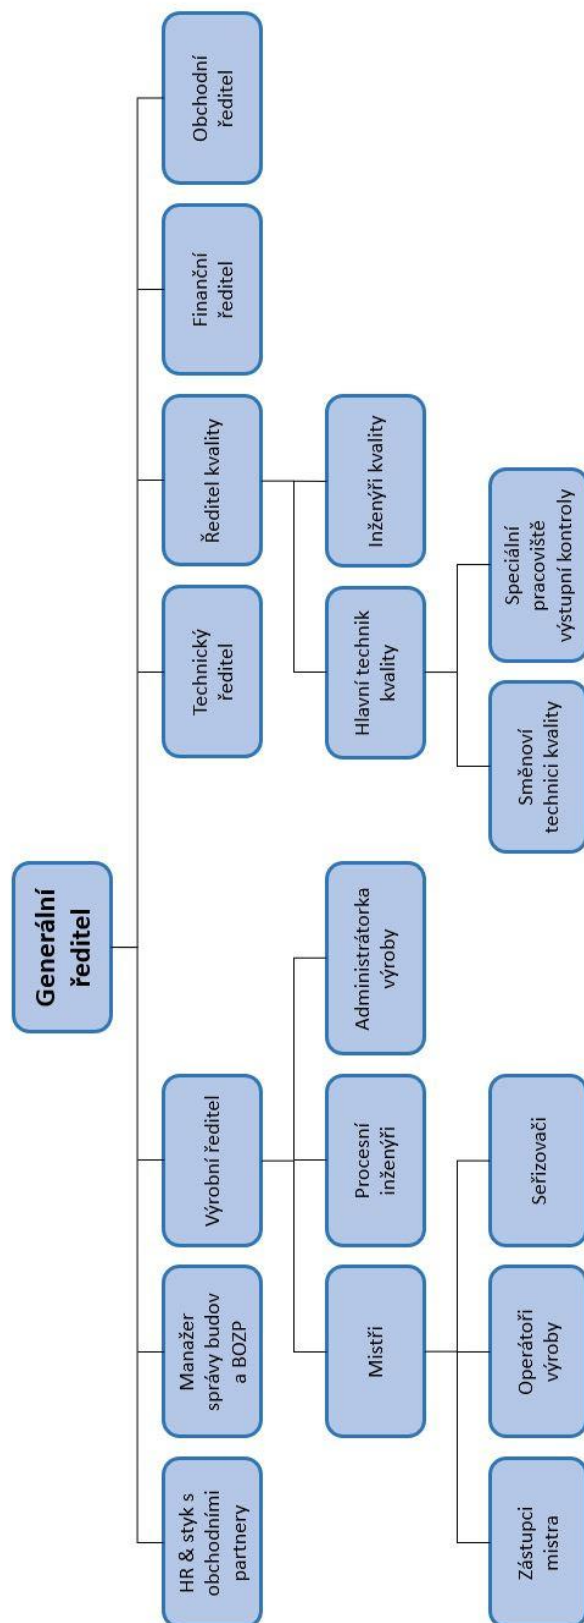 Generální
ředitel
HR & styk s
obchodními
partnery
Manažer
správy budov
a BOZP
Výrobní ředitel
Technický
ředitel
Ředitel kvality
Finanční
ředitel
Obchodní
ředitel
Mistři
Procesní
inženýři
Administrátorka
výroby
Hlavní technik
kvality
Inženýři kvality
Zástupci
mistra
Operátoři
výroby
Seřizovači
Směnoví
technici kvality
Speciální
pracoviště
výstupní kontroly